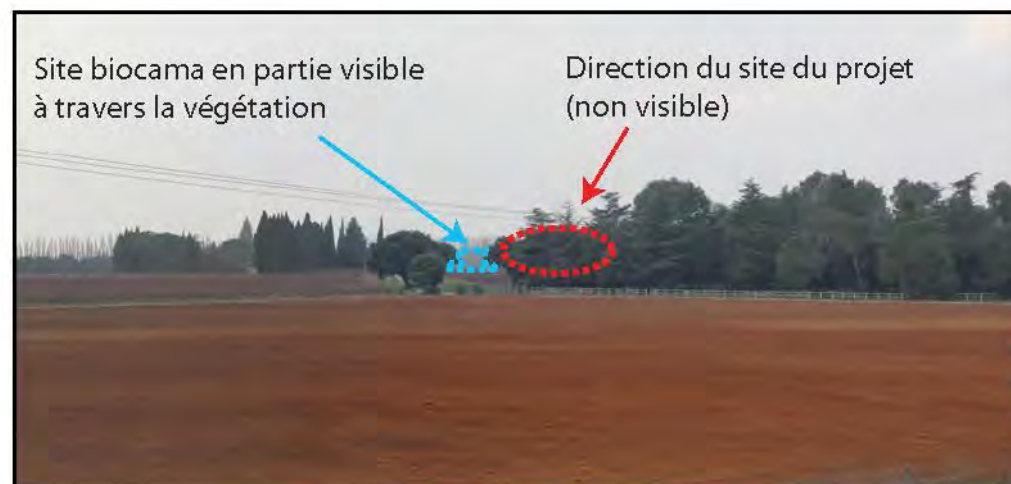 Site biocama en partie visible
à travers la végétation
Direction du site du projet
(non visible)